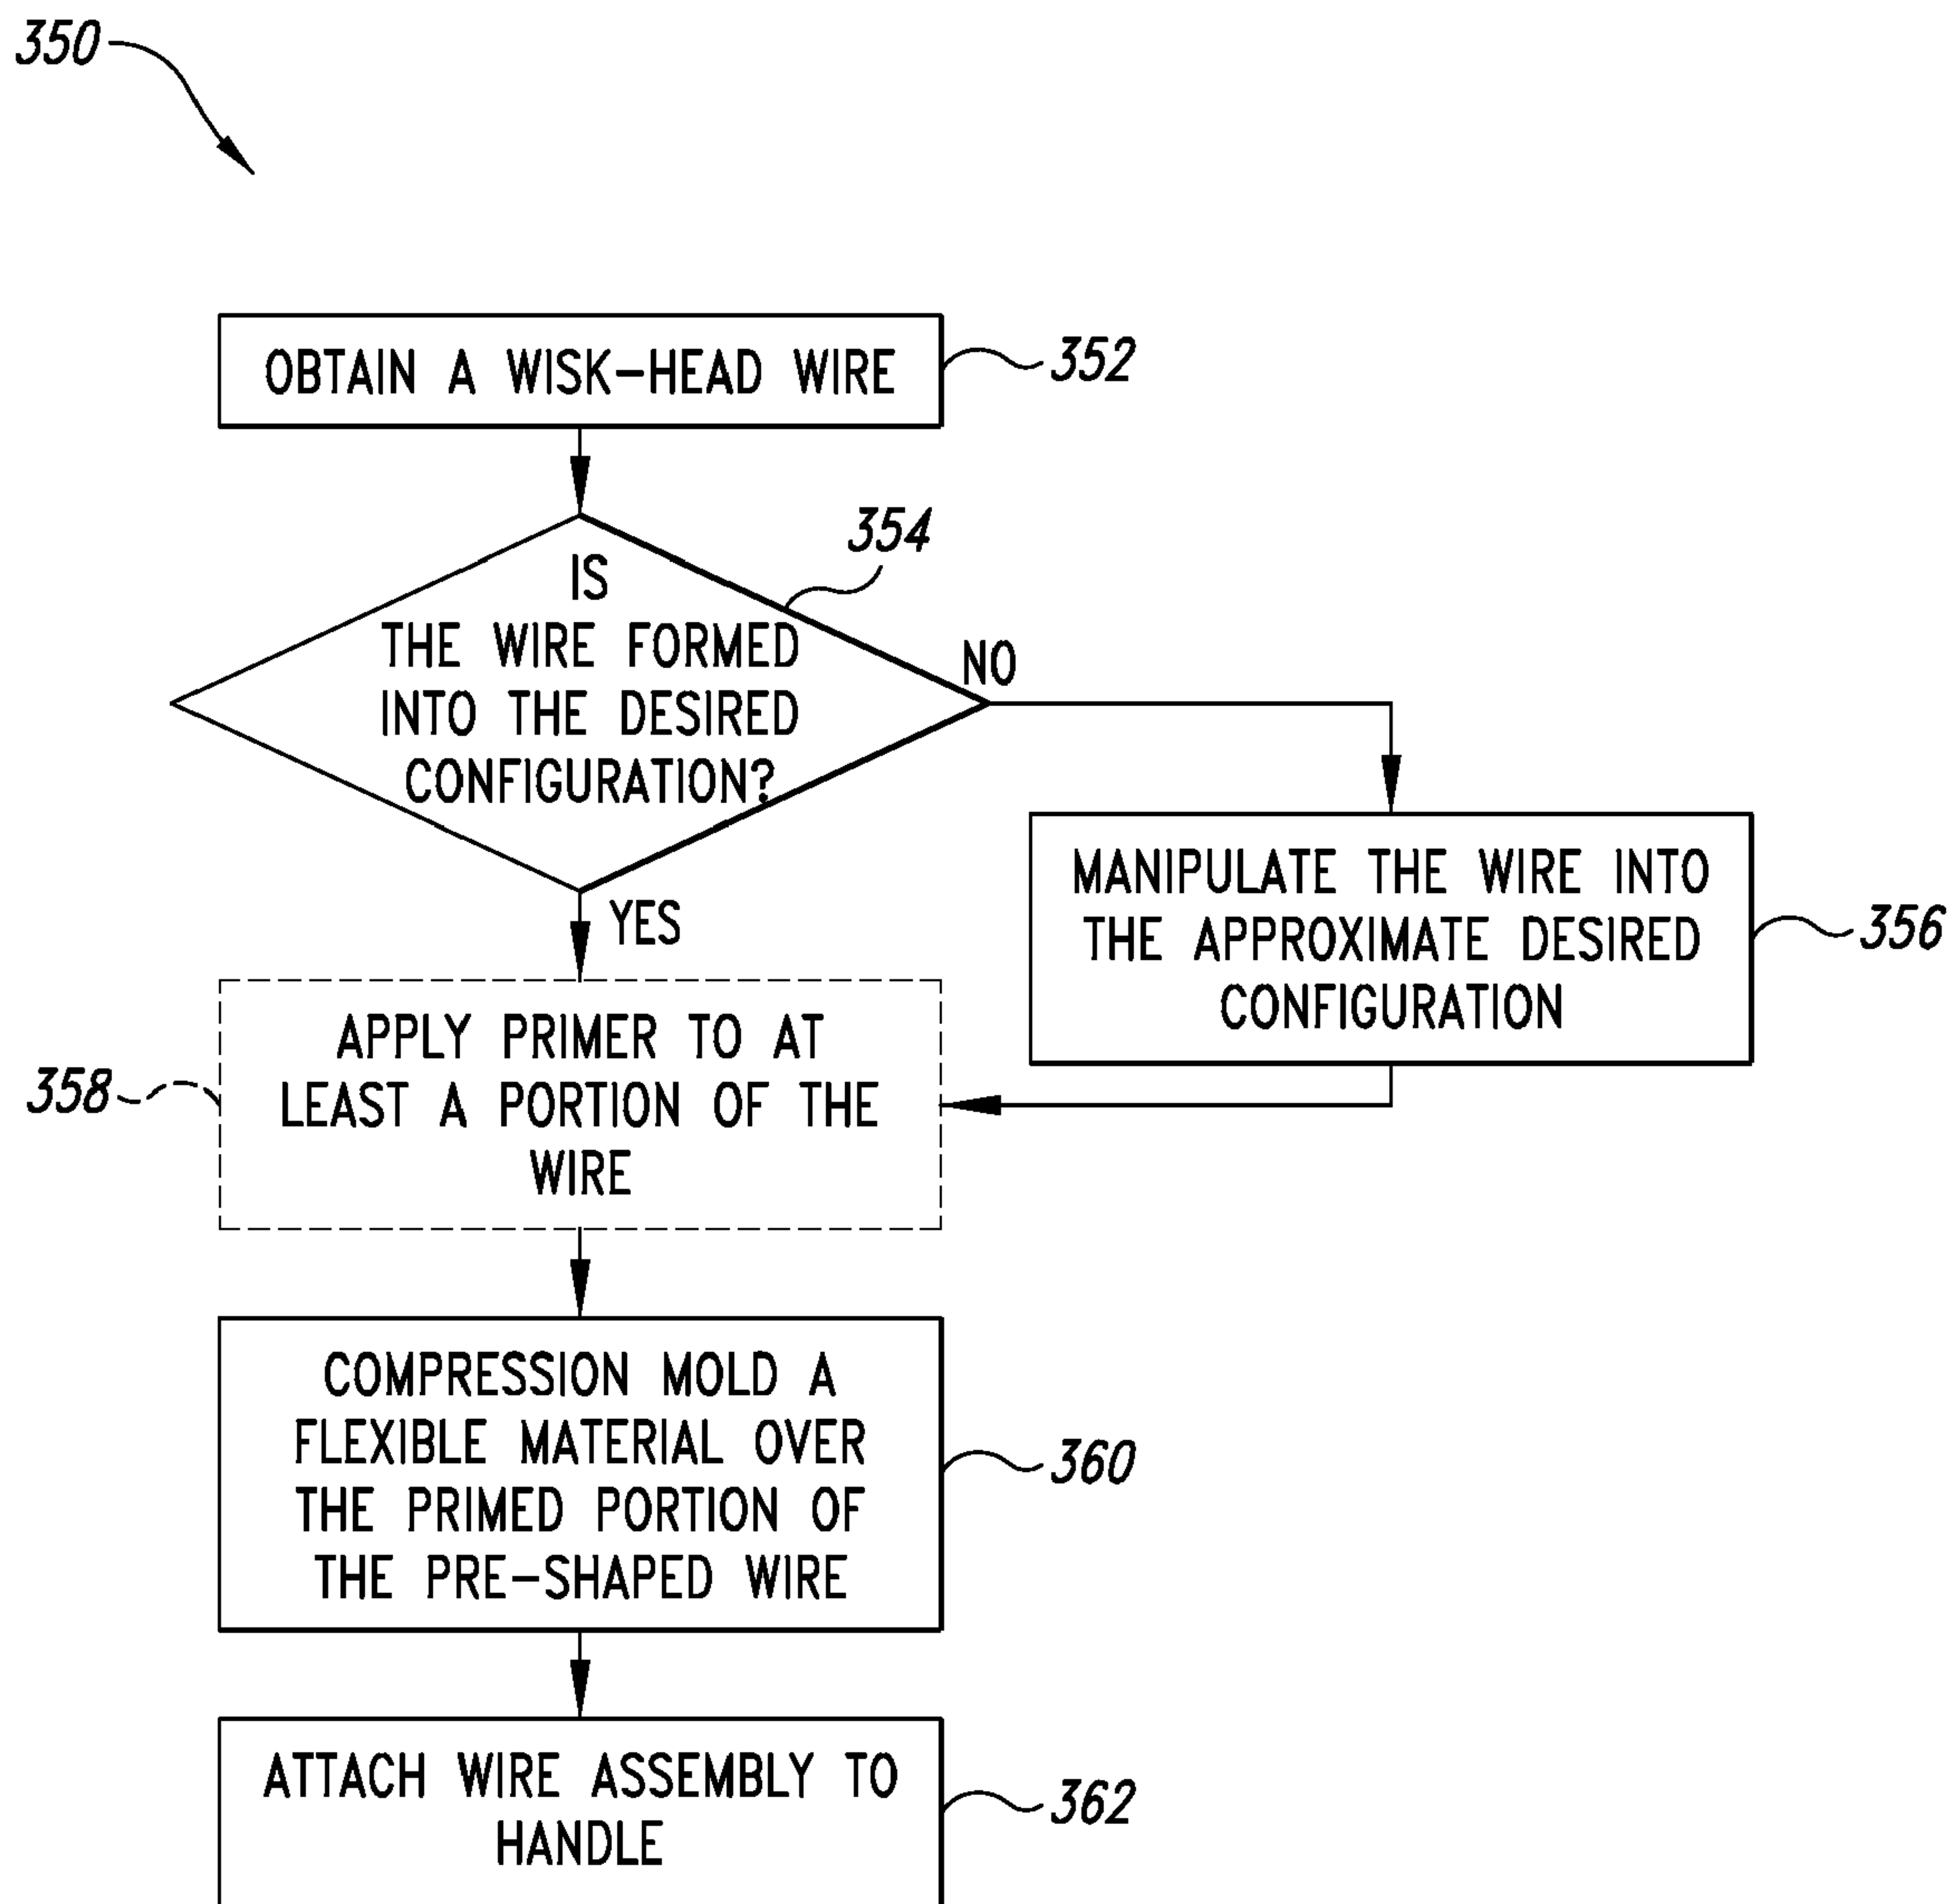 350
OBTAIN A WISK-HEAD WIRE
352
354
IS
THE WIRE FORMED
INTO THE DESIRED
CONFIGURATION?
NO
YES
MANIPULATE THE WIRE INTO
THE APPROXIMATE DESIRED
CONFIGURATION
356
358
APPLY PRIMER TO AT
LEAST A PORTION OF THE
WIRE
COMPRESSION MOLD A
FLEXIBLE MATERIAL OVER
THE PRIMED PORTION OF
THE PRE-SHAPED WIRE
360
ATTACH WIRE ASSEMBLY TO
HANDLE
362